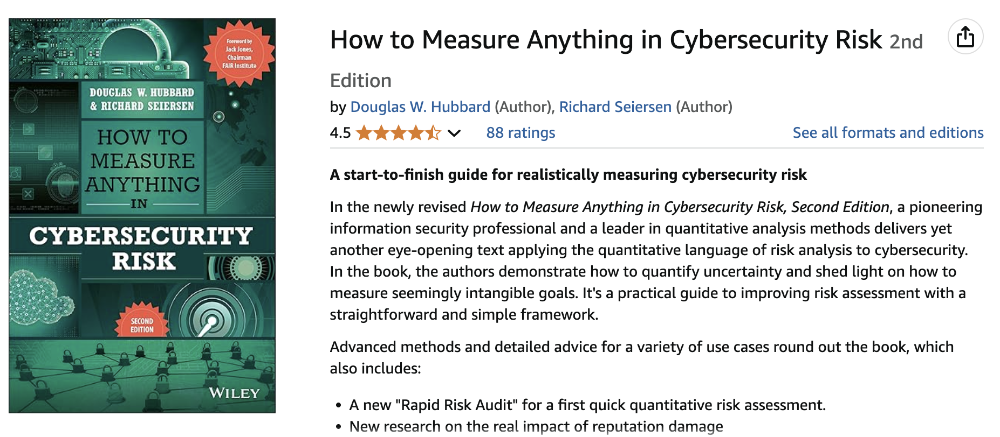 Foreword by
Jack Jones,
Chairman
FAIR Institute
DOUGLAS W. HUBBARD
& RICHARD SEIERSEN
HOW TO
MEASURE
ANYTHING
IN
CYBERSECURITY
RISK
SECOND
EDITION
WILEY
How to Measure Anything in Cybersecurity Risk 2nd
Edition
by Douglas W. Hubbard (Author), Richard Seiersen (Author)
4.5 88 ratings See all formats and editions
A start-to-finish guide for realistically measuring cybersecurity risk
In the newly revised How to Measure Anything in Cybersecurity Risk, Second Edition, a pioneering
information security professional and a leader in quantitative analysis methods delivers yet
another eye-opening text applying the quantitative language of risk analysis to cybersecurity.
In the book, the authors demonstrate how to quantify uncertainty and shed light on how to
measure seemingly intangible goals. It's a practical guide to improving risk assessment with a
straightforward and simple framework.
Advanced methods and detailed advice for a variety of use cases round out the book, which
also includes:
• A new "Rapid Risk Audit" for a first quick quantitative risk assessment.
• New research on the real impact of reputation damage